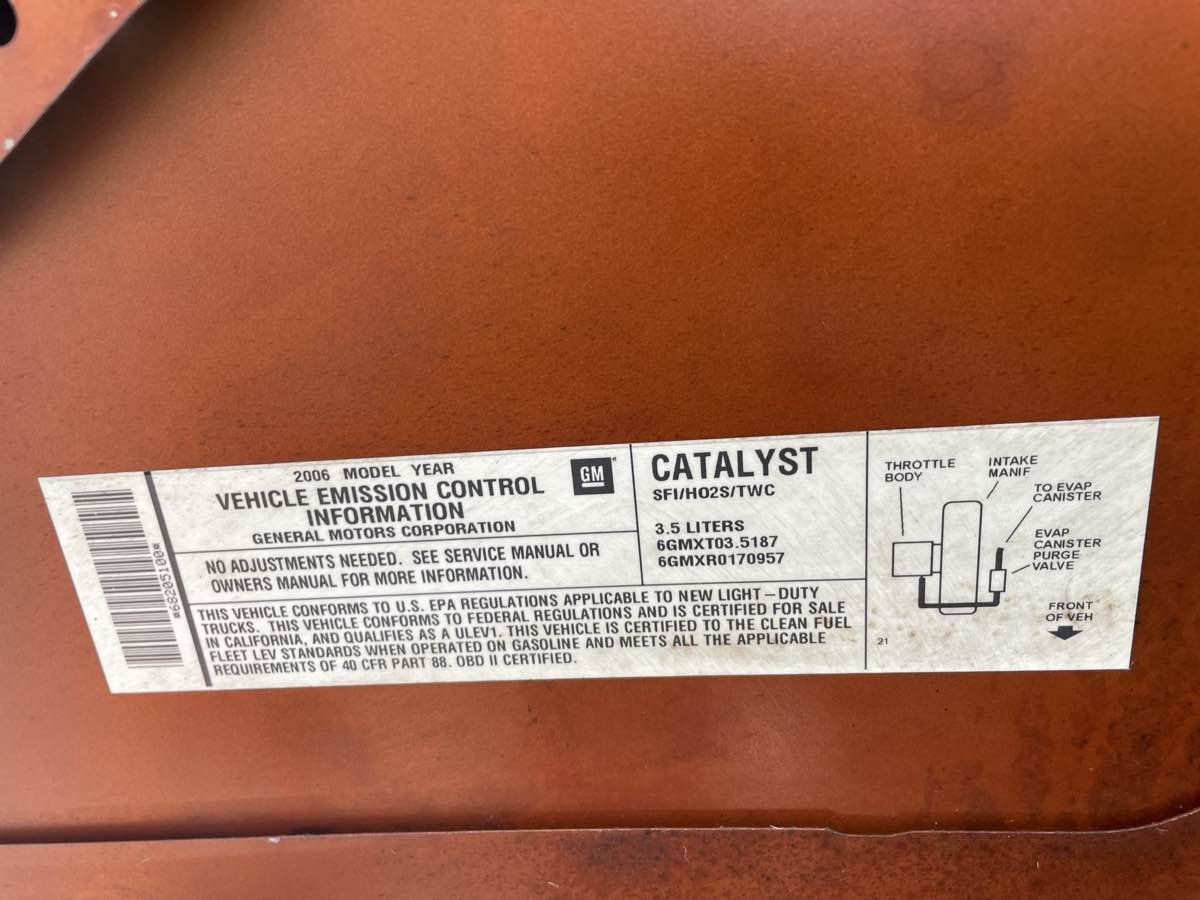 *68205100*
2006 MODEL YEAR
VEHICLE EMISSION CONTROL
INFORMATION
GENERAL MOTORS CORPORATION
GM
NO ADJUSTMENTS NEEDED. SEE SERVICE MANUAL OR
OWNERS MANUAL FOR MORE INFORMATION.
CATALYST
SFI/HO2S/TWC
3.5 LITERS
6GMXT03.5187
6GMXR0170957
THIS VEHICLE CONFORMS TO U.S. EPA REGULATIONS APPLICABLE TO NEW LIGHT-DUTY
TRUCKS. THIS VEHICLE CONFORMS TO FEDERAL REGULATIONS AND IS CERTIFIED FOR SALE
IN CALIFORNIA, AND QUALIFIES AS A ULEV1. THIS VEHICLE IS CERTIFIED TO THE CLEAN FUEL
FLEET LEV STANDARDS WHEN OPERATED ON GASOLINE AND MEETS ALL THE APPLICABLE
REQUIREMENTS OF 40 CFR PART 88. OBD II CERTIFIED.
THROTTLE
BODY
INTAKE
MANIF
TO EVAP
CANISTER
EVAP
CANISTER
PURGE
VALVE
FRONT
OF VEH
21